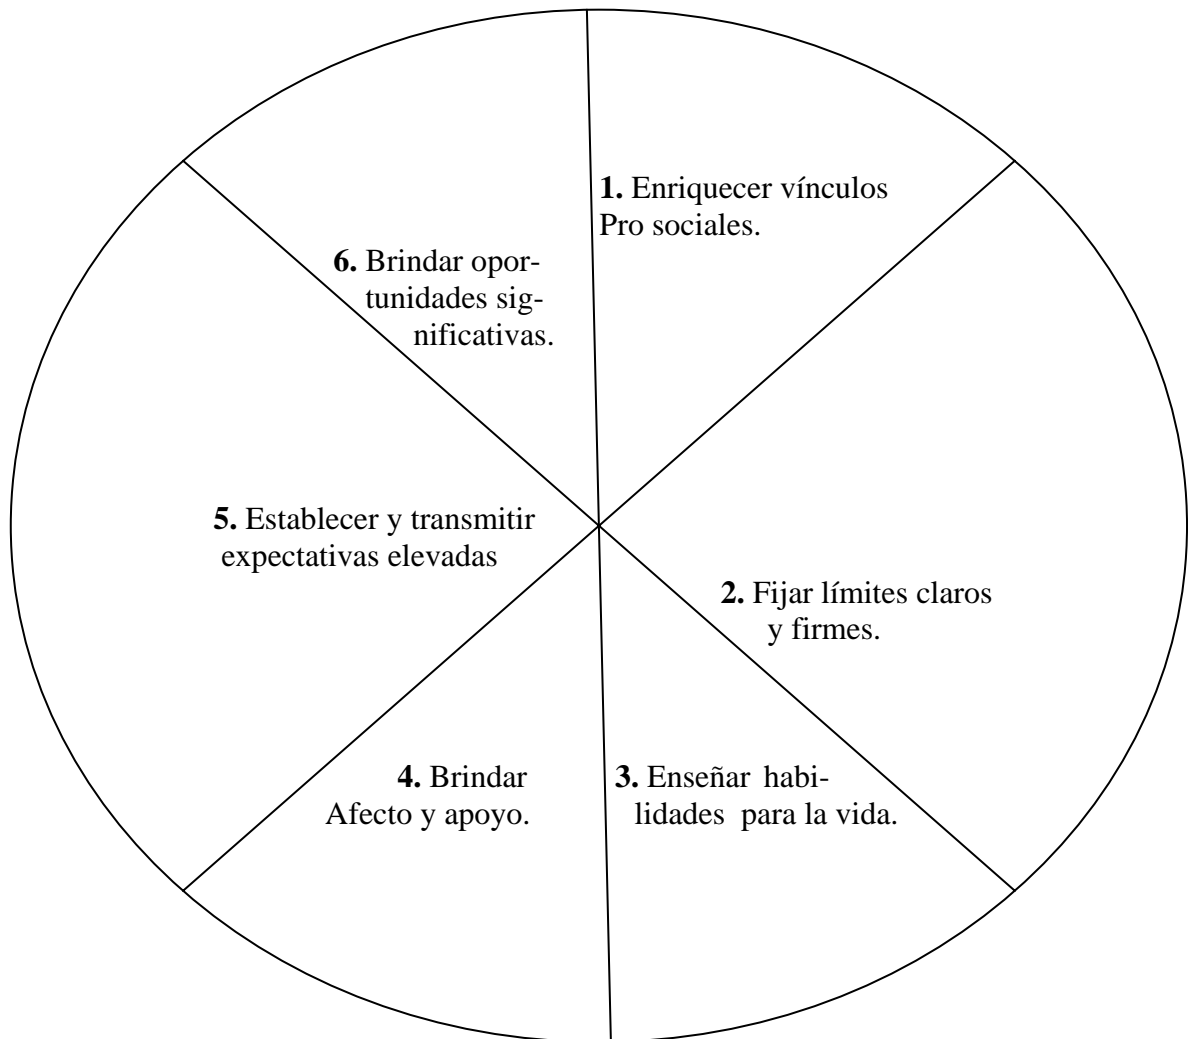 1. Enriquecer vínculos
Pro sociales.
2. Fijar límites claros
y firmes.
3. Enseñar habi-
lidades para la vida.
4. Brindar
Afecto y apoyo.
5. Establecer y transmitir
expectativas elevadas
6. Brindar opor-
tunidades sig-
nificativas.